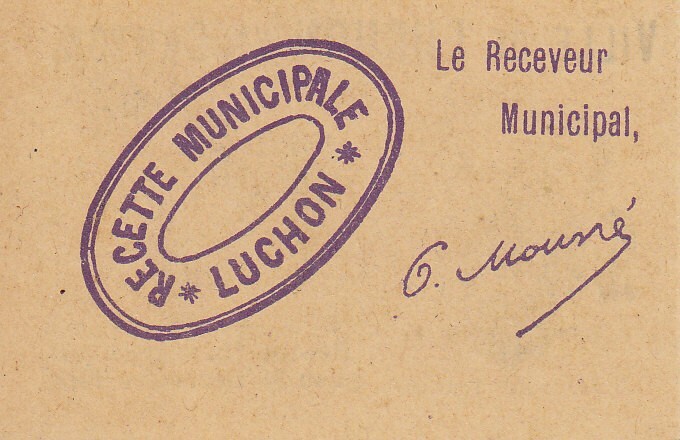 RECETTE MUNICIPALE
* LUCHON *
Le Receveur
Municipal,